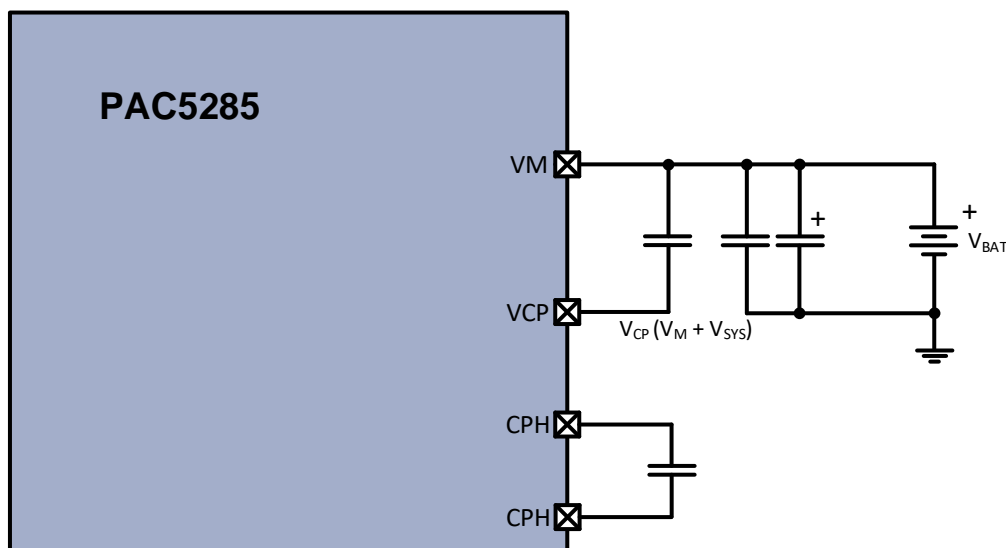 PAC5285
VM
+
+
VBAT
VCP
VCP (VM + VSYS)
CPH
CPH